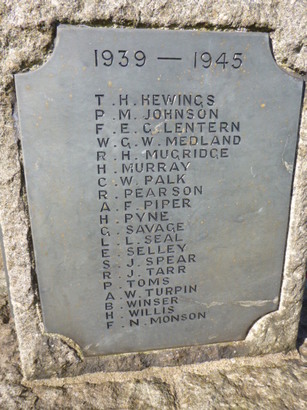 1939 — 1945
T. H. HEWINGS
P. M. JOHNSON
F. E. C. LENTERN
W. G. W. MEDLAND
R. H. MUGRIDGE
H. MURRAY
C. W. PALK
R. PEARSON
A. F. PIPER
H. PYNE
G. SAVAGE
L. L. SEAL
E. SELLEY
S. J. SPEAR
R. J. TARR
P. TOMS
A. W. TURPIN
B. WINSER
H. WILLIS
F. N. MONSON